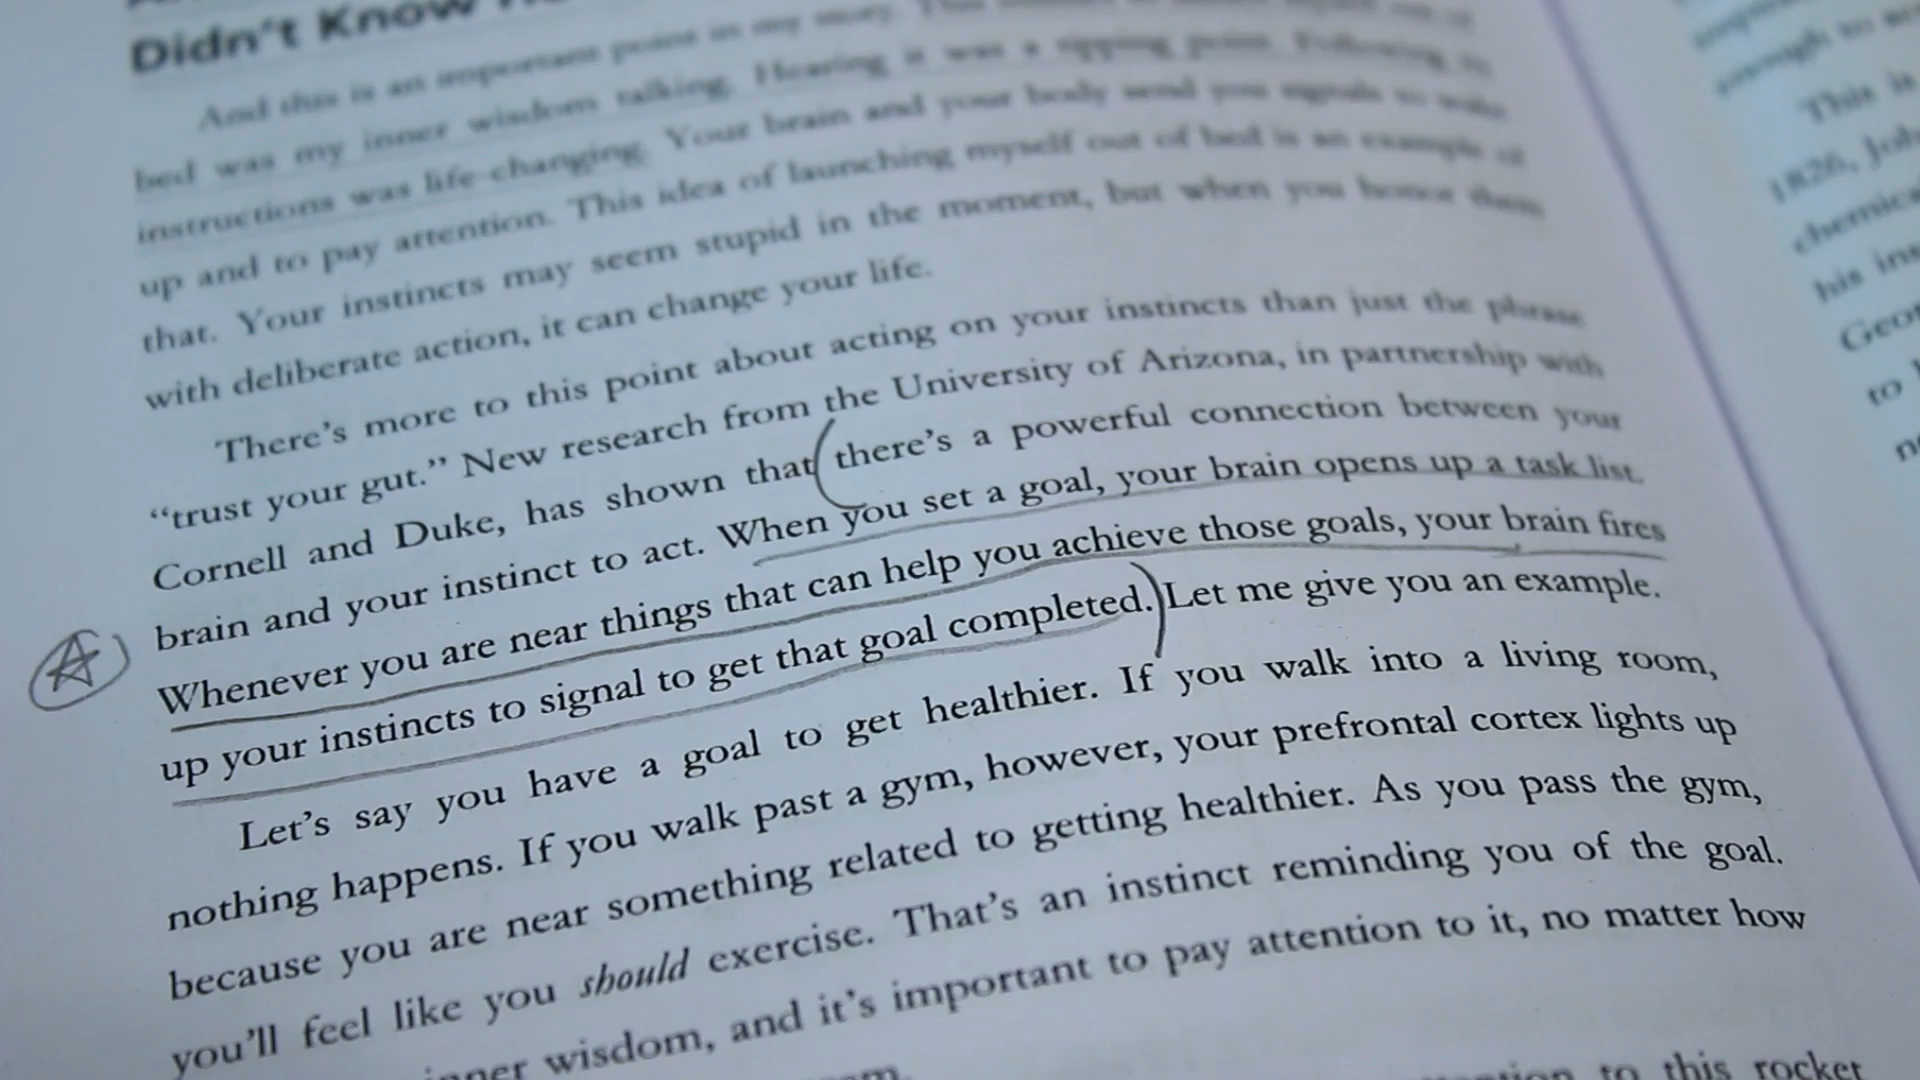 Didn't Know
And this is an important point in my story. This
bed was my inner wisdom talking. Hearing it was a tipping point. Following
instructions was life-changing. Your brain and your body send you signals to wake
up and to pay attention. This idea of launching myself out of bed is an example of
that. Your instincts may seem stupid in the moment, but when you honor them
with deliberate action, it can change your life.
There's more to this point about acting on your instincts than just the phrase
“trust your gut.” New research from the University of Arizona, in partnership with
Cornell and Duke, has shown that there's a powerful connection between your
brain and your instinct to act. When you set a goal, your brain opens up a task list.
Whenever you are near things that can help you achieve those goals, your brain fires
up your instincts to signal to get that goal completed. Let me give you an example.
Let's say you have a goal to get healthier. If you walk into a living room,
nothing happens. If you walk past a gym, however, your prefrontal cortex lights up
because you are near something related to getting healthier. As you pass the gym,
you'll feel like you should exercise. That's an instinct reminding you of the goal.
wisdom, and it's important to pay attention to it, no matter how
to this rocket
enough to
This is
1826, John
his
to